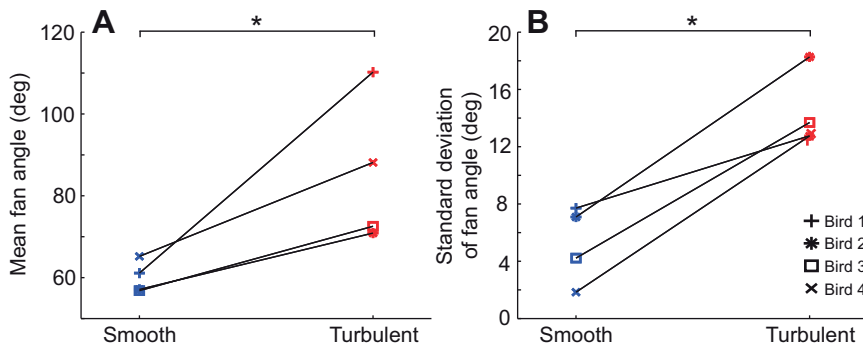 A
*
Mean fan angle (deg)
120
100
80
60
Smooth
Turbulent
B
*
Standard deviation
of fan angle (deg)
20
16
12
8
4
0
Smooth
Turbulent
Bird 1
Bird 2
Bird 3
Bird 4